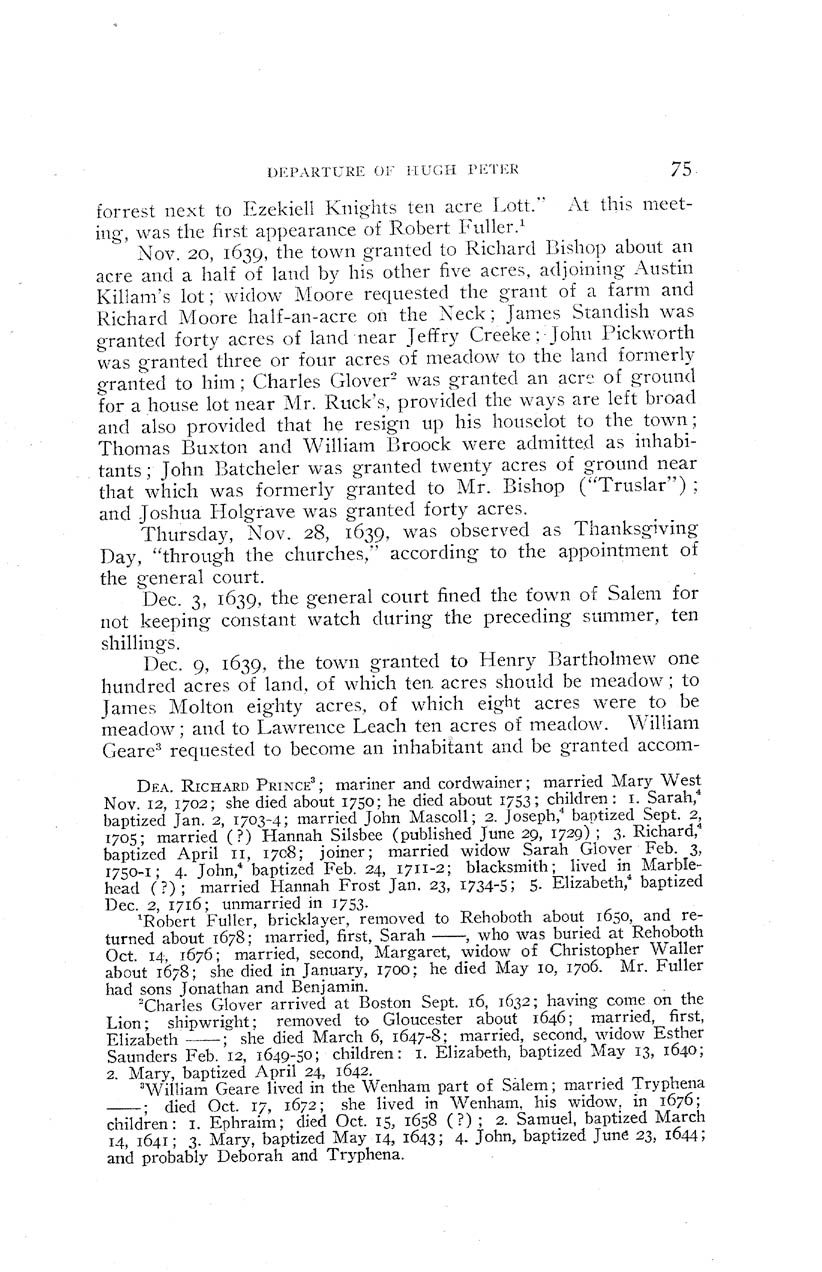 DEPARTURE OF HUGH PETER 75
forrest next to Ezekiell Knights ten acre Lott." At this meet-
ing, was the first appearance of Robert Fuller.¹
Nov. 20, 1639, the town granted to Richard Bishop about an
acre and a half of land by his other five acres, adjoining Austin
Killam's lot; widow Moore requested the grant of a farm and
Richard Moore half-an-acre on the Neck; James Standish was
granted forty acres of land near Jeffry Creeke; John Pickworth
was granted three or four acres of meadow to the land formerly
granted to him; Charles Glover² was granted an acre of ground
for a house lot near Mr. Ruck's, provided the ways are left broad
and also provided that he resign up his houselot to the town;
Thomas Buxton and William Broock were admitted as inhabi-
tants; John Batcheler was granted twenty acres of ground near
that which was formerly granted to Mr. Bishop ("Truslar");
and Joshua Holgrave was granted forty acres.
Thursday, Nov. 28, 1639, was observed as Thanksgiving
Day, "through the churches," according to the appointment of
the general court.
Dec. 3, 1639, the general court fined the town of Salem for
not keeping constant watch during the preceding summer, ten
shillings.
Dec. 9, 1639, the town granted to Henry Bartholmew one
hundred acres of land, of which ten acres should be meadow; to
James Molton eighty acres, of which eight acres were to be
meadow; and to Lawrence Leach ten acres of meadow. William
Geare³ requested to become an inhabitant and be granted accom-
DEA. RICHARD PRINCE³; mariner and cordwainer; married Mary West
Nov. 12, 1702; she died about 1750; he died about 1753; children: 1. Sarah,⁴
baptized Jan. 2, 1703-4; married John Mascoll; 2. Joseph,⁴ baptized Sept. 2,
1705; married (?) Hannah Silsbee (published June 29, 1729); 3. Richard,⁴
baptized April 11, 1708; joiner; married widow Sarah Glover Feb. 3,
1750-1; 4. John,⁴ baptized Feb. 24, 1711-2; blacksmith; lived in Marble-
head (?); married Hannah Frost Jan. 23, 1734-5; 5. Elizabeth,⁴ baptized
Dec. 2, 1716; unmarried in 1753.
¹Robert Fuller, bricklayer, removed to Rehoboth about 1650, and re-
turned about 1678; married, first, Sarah ——, who was buried at Rehoboth
Oct. 14, 1676; married, second, Margaret, widow of Christopher Waller
about 1678; she died in January, 1700; he died May 10, 1706. Mr. Fuller
had sons Jonathan and Benjamin.
²Charles Glover arrived at Boston Sept. 16, 1632; having come on the
Lion; shipwright; removed to Gloucester about 1646; married, first,
Elizabeth ——; she died March 6, 1647-8; married, second, widow Esther
Saunders Feb. 12, 1649-50; children: 1. Elizabeth, baptized May 13, 1640;
2. Mary, baptized April 24, 1642.
³William Geare lived in the Wenham part of Salem; married Tryphena
——; died Oct. 17, 1672; she lived in Wenham, his widow, in 1676;
children: 1. Ephraim; died Oct. 15, 1658 (?); 2. Samuel, baptized March
14, 1641; 3. Mary, baptized May 14, 1643; 4. John, baptized June 23, 1644;
and probably Deborah and Tryphena.